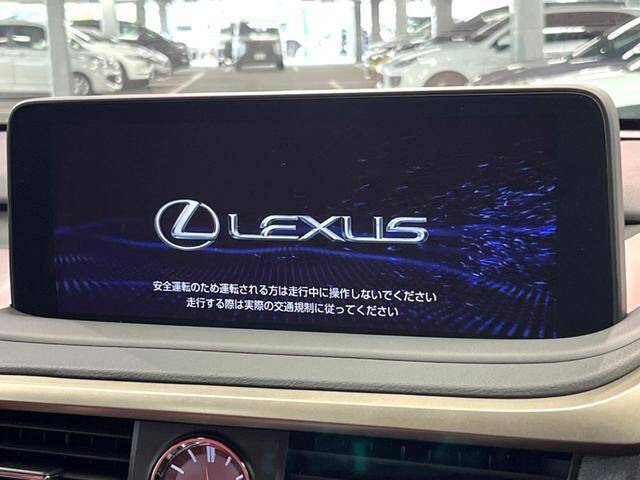 LEXUS
安全運転のため運転される方は走行中に操作しないでください
走行する際は実際の交通規制に従ってください